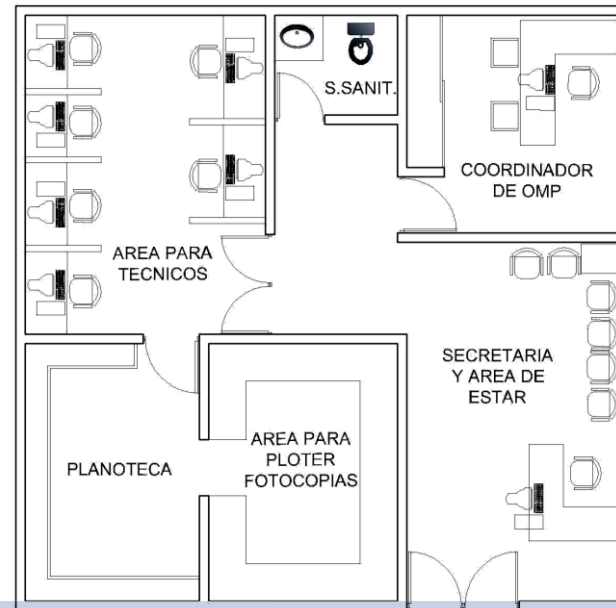 S.SANIT.
COORDINADOR
DE OMP
AREA PARA
TECNICOS
SECRETARIA
Y AREA DE
ESTAR
PLANOTECA
AREA PARA
PLOTER
FOTOCOPIAS